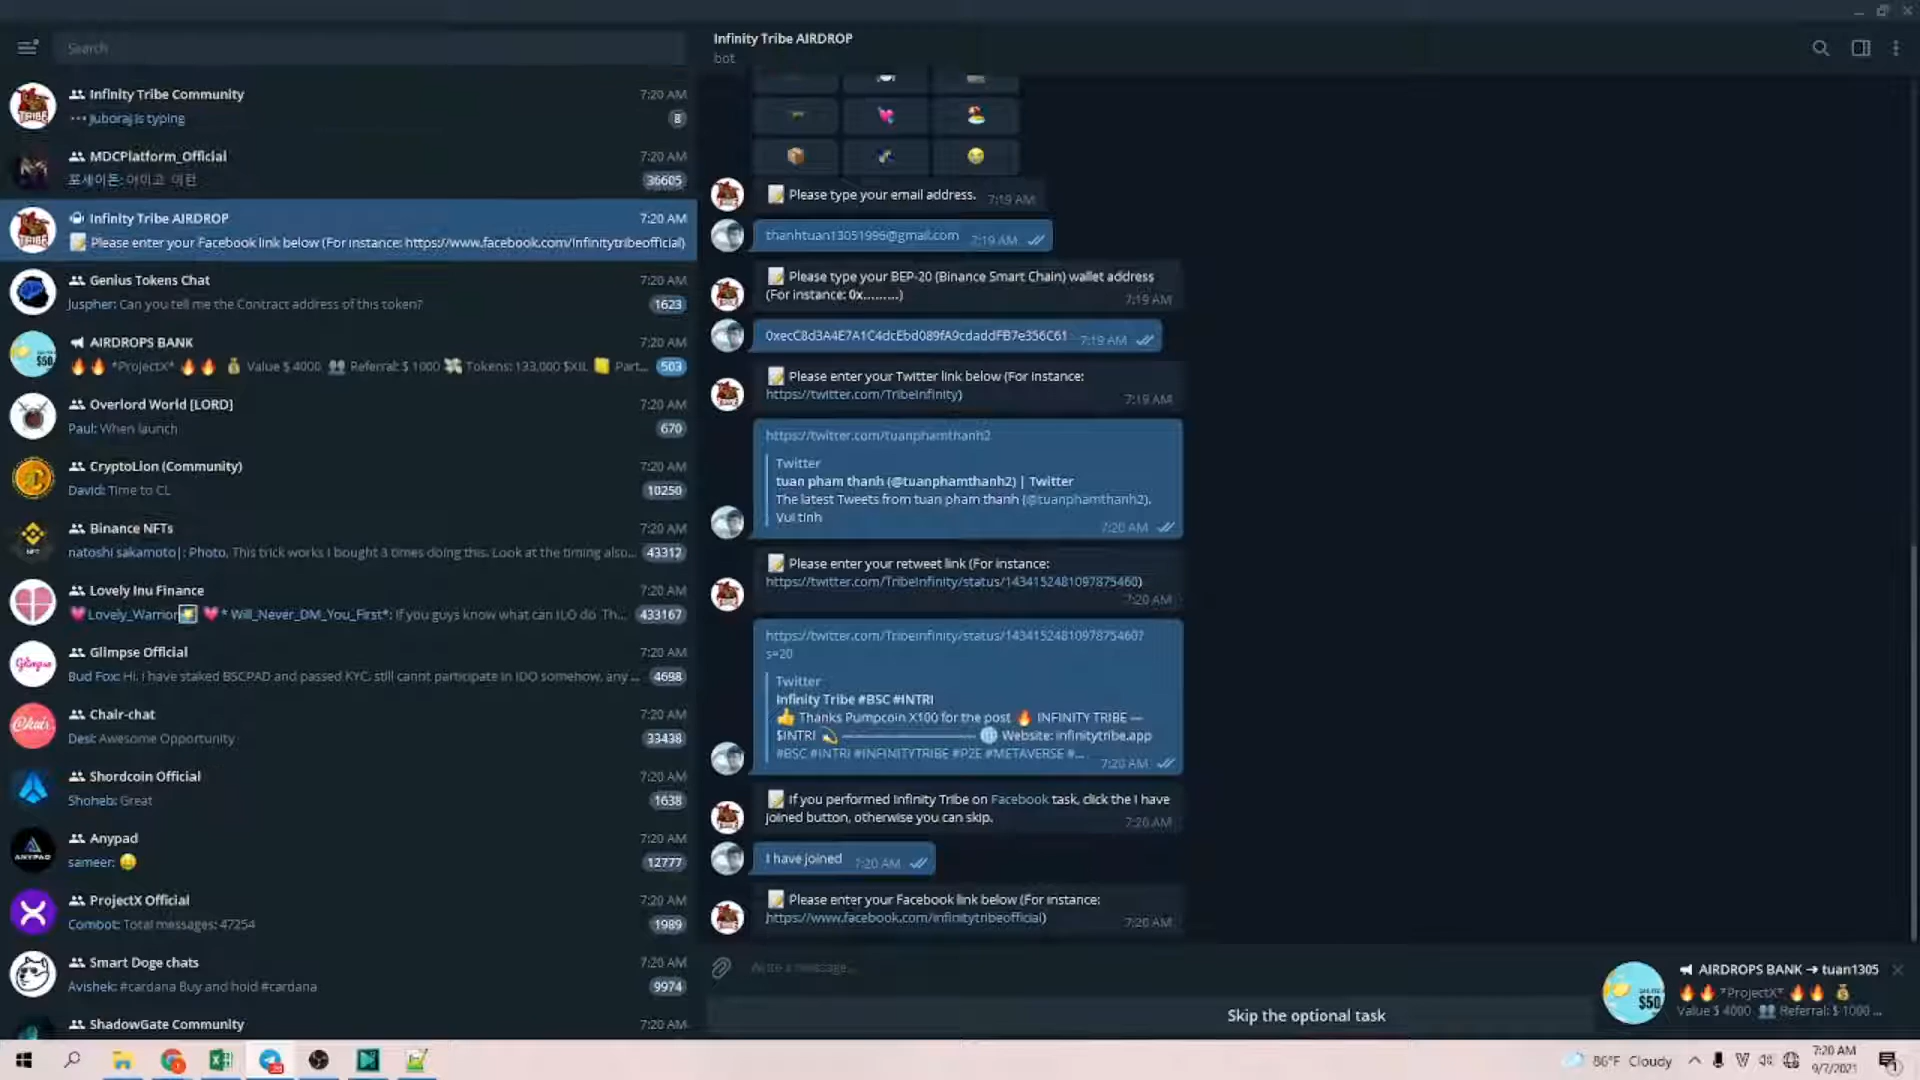 Search
Infinity Tribe Community
7:20 AM
Juboraj is typing
8
MDCPlatform_Official
7:20 AM
포세이돈: 아이고 이런
36605
Infinity Tribe AIRDROP
7:20 AM
Please enter your Facebook link below (For instance: https://www.facebook.com/infinitytribeofficial)
Genius Tokens Chat
7:20 AM
Juspher: Can you tell me the Contract address of this token?
1623
AIRDROPS BANK
7:20 AM
*ProjectX* Value $ 4000 Referral: $ 1000 Tokens: 133,000 $XIL Part...
503
Overlord World [LORD]
7:20 AM
Paul: When launch
670
CryptoLion (Community)
7:20 AM
David: Time to CL
10250
Binance NFTs
7:20 AM
natoshi sakamoto|: Photo, This trick works I bought 3 times doing this. Look at the timing also...
43312
Lovely Inu Finance
7:20 AM
Lovely_Warrior * Will_Never_DM_You_First*: If you guys know what can ILO do Th...
433167
Glimpse Official
7:20 AM
Bud Fox: Hi, i have staked BSCPAD and passed KYC, still cannt participate in IDO somehow, any ...
4698
Chair-chat
7:20 AM
Desi: Awesome Opportunity
33438
Shordcoin Official
7:20 AM
Shoheb: Great
1638
Anypad
7:20 AM
sameer:
12777
ProjectX Official
7:20 AM
Combot: Total messages: 47254
1989
Smart Doge chats
7:20 AM
Avishek: #cardana Buy and hold #cardana
9974
ShadowGate Community
7:20 AM
Infinity Tribe AIRDROP
bot
Please type your email address.
7:19 AM
thanhtuan13051996@gmail.com
7:19 AM
Please type your BEP-20 (Binance Smart Chain) wallet address
(For instance: 0x.........)
7:19 AM
0xecC8d3A4E7A1C4dcEbd089fA9cdaddFB7e356C61
7:19 AM
Please enter your Twitter link below (For instance:
https://twitter.com/TribeInfinity)
7:19 AM
https://twitter.com/tuanphamthanh2
Twitter
tuan pham thanh (@tuanphamthanh2) | Twitter
The latest Tweets from tuan pham thanh (@tuanphamthanh2).
Vui tinh
7:20 AM
Please enter your retweet link (For instance:
https://twitter.com/TribeInfinity/status/1434152481097875460)
7:20 AM
https://twitter.com/TribeInfinity/status/1434152481097875460?
s=20
Twitter
Infinity Tribe #BSC #INTRI
Thanks Pumpcoin X100 for the post INFINITY TRIBE —
$INTRI —————————— Website: infinitytribe.app
#BSC #INTRI #INFINITYTRIBE #P2E #METAVERSE #...
7:20 AM
If you performed Infinity Tribe on Facebook task, click the I have
joined button, otherwise you can skip.
7:20 AM
I have joined
7:20 AM
Please enter your Facebook link below (For instance:
https://www.facebook.com/infinitytribeofficial)
7:20 AM
Write a message...
Skip the optional task
AIRDROPS BANK → tuan1305
*ProjectX*
Value $ 4000 Referral: $ 1000 ...
86°F Cloudy
7:20 AM
9/7/2021